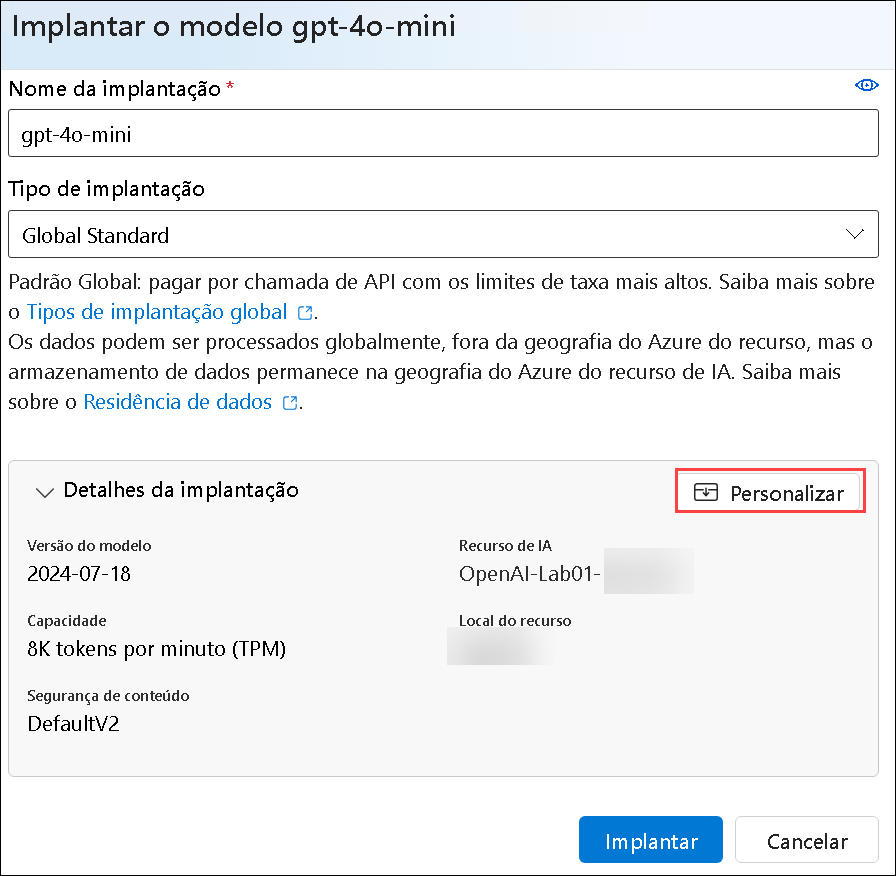 Implantar o modelo gpt-4o-mini
Nome da implantação *
gpt-4o-mini
Tipo de implantação
Global Standard
Padrão Global: pagar por chamada de API com os limites de taxa mais altos. Saiba mais sobre
o Tipos de implantação global.
Os dados podem ser processados globalmente, fora da geografia do Azure do recurso, mas o
armazenamento de dados permanece na geografia do Azure do recurso de IA. Saiba mais
sobre o Residência de dados.
Detalhes da implantação
Personalizar
Versão do modelo
2024-07-18
Recurso de IA
OpenAI-Lab01-
Capacidade
8K tokens por minuto (TPM)
Local do recurso
Segurança de conteúdo
DefaultV2
Implantar
Cancelar